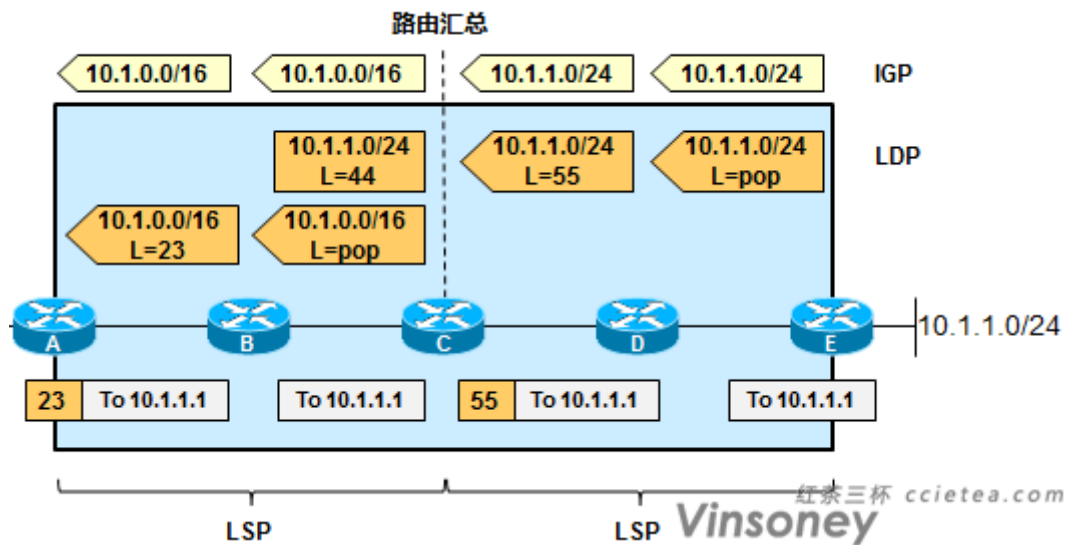 路由汇总
10.1.0.0/16
10.1.0.0/16
10.1.1.0/24
10.1.1.0/24
IGP
10.1.1.0/24
L=44
10.1.1.0/24
L=55
10.1.1.0/24
L=pop
LDP
10.1.0.0/16
L=23
10.1.0.0/16
L=pop
A
B
C
D
E
10.1.1.0/24
23 To 10.1.1.1
To 10.1.1.1
55 To 10.1.1.1
To 10.1.1.1
LSP
LSP
红茶三杯 ccietea.com
Vinsoney